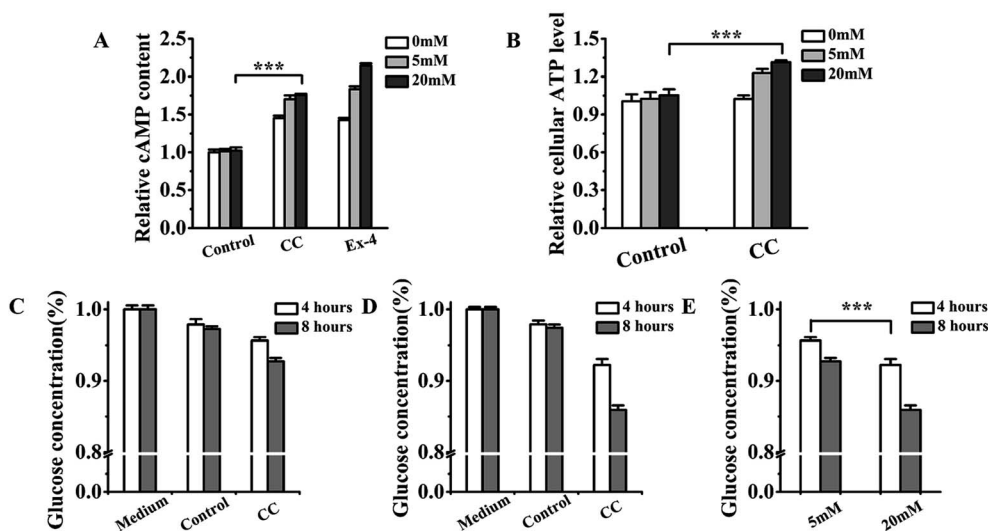 A
Relative cAMP content
2.5
2.0
1.5
1.0
0.5
0.0
***
0mM
5mM
20mM
Control
CC
Ex-4
B
Relative cellular ATP level
1.5
1.2
0.9
0.6
0.3
0.0
***
0mM
5mM
20mM
Control
CC
C
Glucose concentration(%)
1.0
0.9
0.8
0.0
4 hours
8 hours
Medium
Control
CC
D
Glucose concentration(%)
1.0
0.9
0.8
0.0
4 hours
8 hours
Medium
Control
CC
E
Glucose concentration(%)
1.0
0.9
0.8
0.0
***
4 hours
8 hours
5mM
20mM